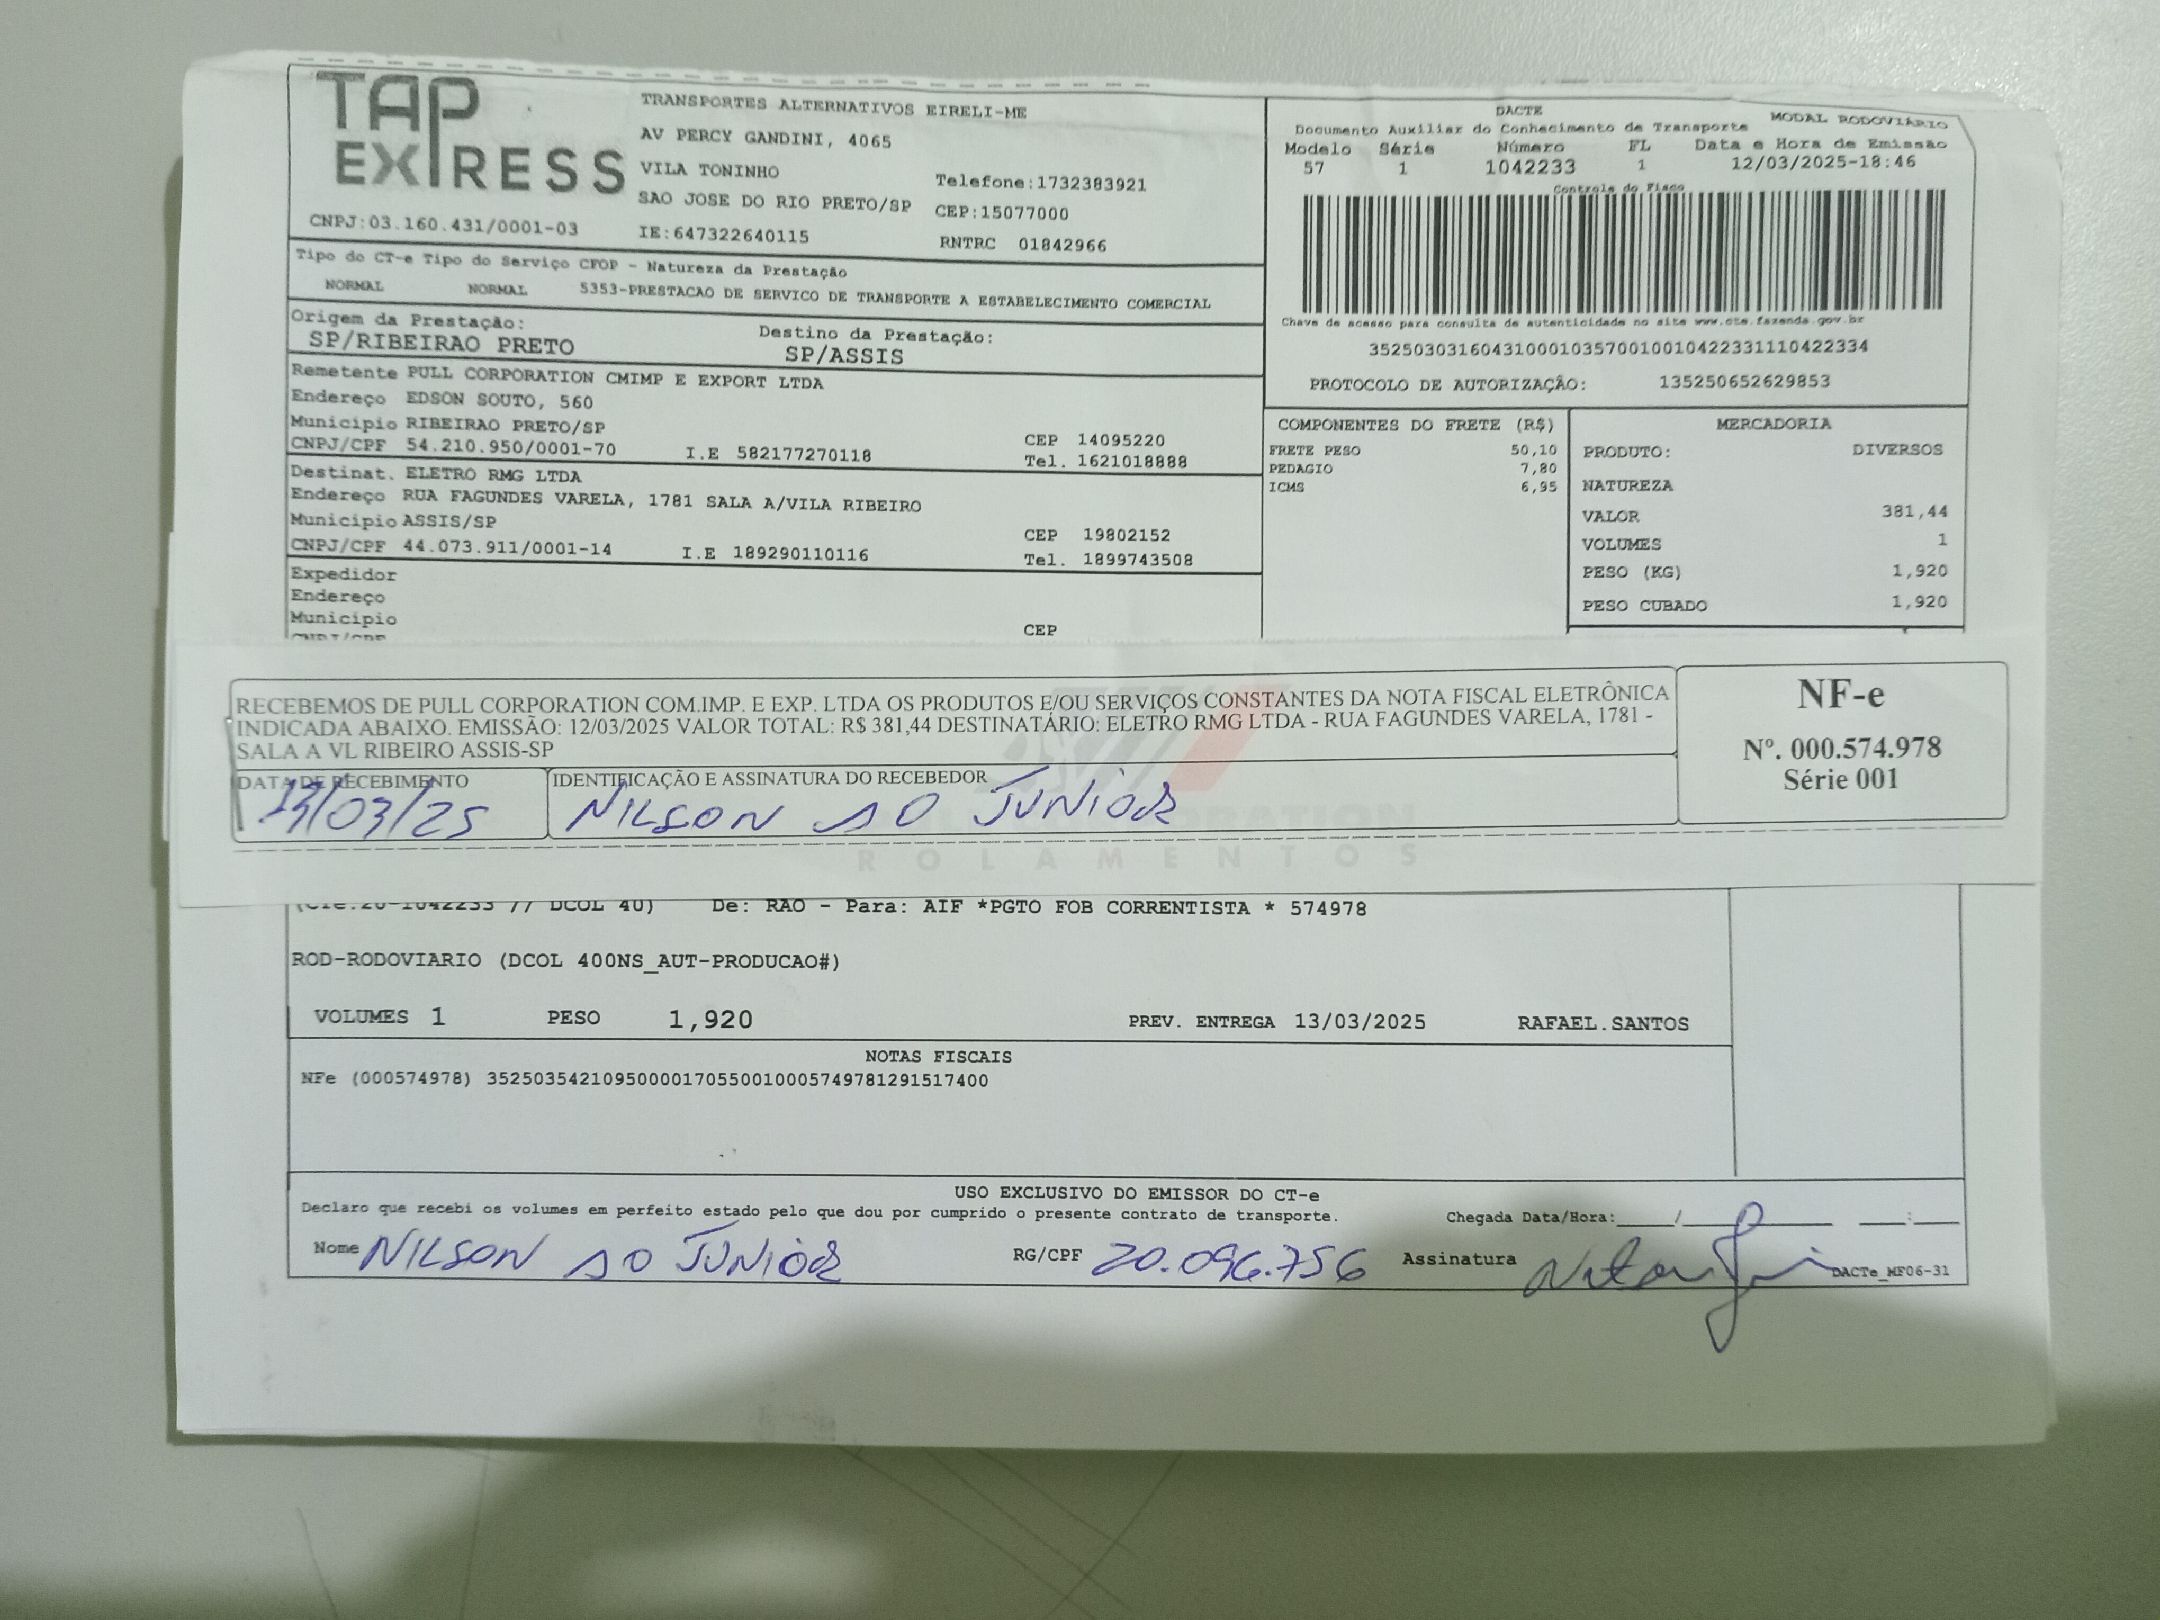 TAP
EXPRESS
TRANSPORTES ALTERNATIVOS EIRELI-ME
AV PERCY GANDINI, 4065
VILA TONINHO
SAO JOSE DO RIO PRETO/SP
Telefone:1732383921
CEP:15077000
CNPJ:03.160.431/0001-03
IE:647322640115
RNTRC 01842966
DACTE
MODAL RODOVIÁRIO
Documento Auxiliar do Conhecimento de Transporte
Modelo Série Número FL Data e Hora de Emissão
57 1 1042233 1 12/03/2025-18:46
Controle do Fisco
Chave de acesso para consulta de autenticidade no site www.cte.fazenda.gov.br
35250303160431000103570010010422331110422334
PROTOCOLO DE AUTORIZAÇÃO: 135250652629853
Tipo do CT-e Tipo do Serviço CFOP - Natureza da Prestação
NORMAL NORMAL 5353-PRESTACAO DE SERVICO DE TRANSPORTE A ESTABELECIMENTO COMERCIAL
Origem da Prestação: Destino da Prestação:
SP/RIBEIRAO PRETO SP/ASSIS
Remetente PULL CORPORATION CMIMP E EXPORT LTDA
Endereço EDSON SOUTO, 560
Municipio RIBEIRAO PRETO/SP CEP 14095220
CNPJ/CPF 54.210.950/0001-70 I.E 582177270118 Tel. 1621018888
Destinat. ELETRO RMG LTDA
Endereço RUA FAGUNDES VARELA, 1781 SALA A/VILA RIBEIRO
Municipio ASSIS/SP CEP 19802152
CNPJ/CPF 44.073.911/0001-14 I.E 189290110116 Tel. 1899743508
Expedidor
Endereço
Municipio CEP
CNPJ/CPF
COMPONENTES DO FRETE (R$)
FRETE PESO 50,10
PEDAGIO 7,80
ICMS 6,95
MERCADORIA
PRODUTO: DIVERSOS
NATUREZA
VALOR 381,44
VOLUMES 1
PESO (KG) 1,920
PESO CUBADO 1,920
RECEBEMOS DE PULL CORPORATION COM.IMP. E EXP. LTDA OS PRODUTOS E/OU SERVIÇOS CONSTANTES DA NOTA FISCAL ELETRÔNICA
INDICADA ABAIXO. EMISSÃO: 12/03/2025 VALOR TOTAL: R$ 381,44 DESTINATÁRIO: ELETRO RMG LTDA - RUA FAGUNDES VARELA, 1781 -
SALA A VL RIBEIRO ASSIS-SP
DATA DE RECEBIMENTO IDENTIFICAÇÃO E ASSINATURA DO RECEBEDOR
13/03/25 NILSON JUNIOR
NF-e
Nº. 000.574.978
Série 001
ROLAMENTOS
(Cte:20-1042233 // DCOL 40) De: RAO - Para: AIF *PGTO FOB CORRENTISTA * 574978
ROD-RODOVIARIO (DCOL 400NS_AUT-PRODUCAO#)
VOLUMES 1 PESO 1,920 PREV. ENTREGA 13/03/2025 RAFAEL.SANTOS
NOTAS FISCAIS
NFe (000574978) 35250354210950000170550010005749781291517400
USO EXCLUSIVO DO EMISSOR DO CT-e
Declaro que recebi os volumes em perfeito estado pelo que dou por cumprido o presente contrato de transporte. Chegada Data/Hora:____/
Nome NILSON JUNIOR RG/CPF 20.096.756 Assinatura
DACTe_MF06-31